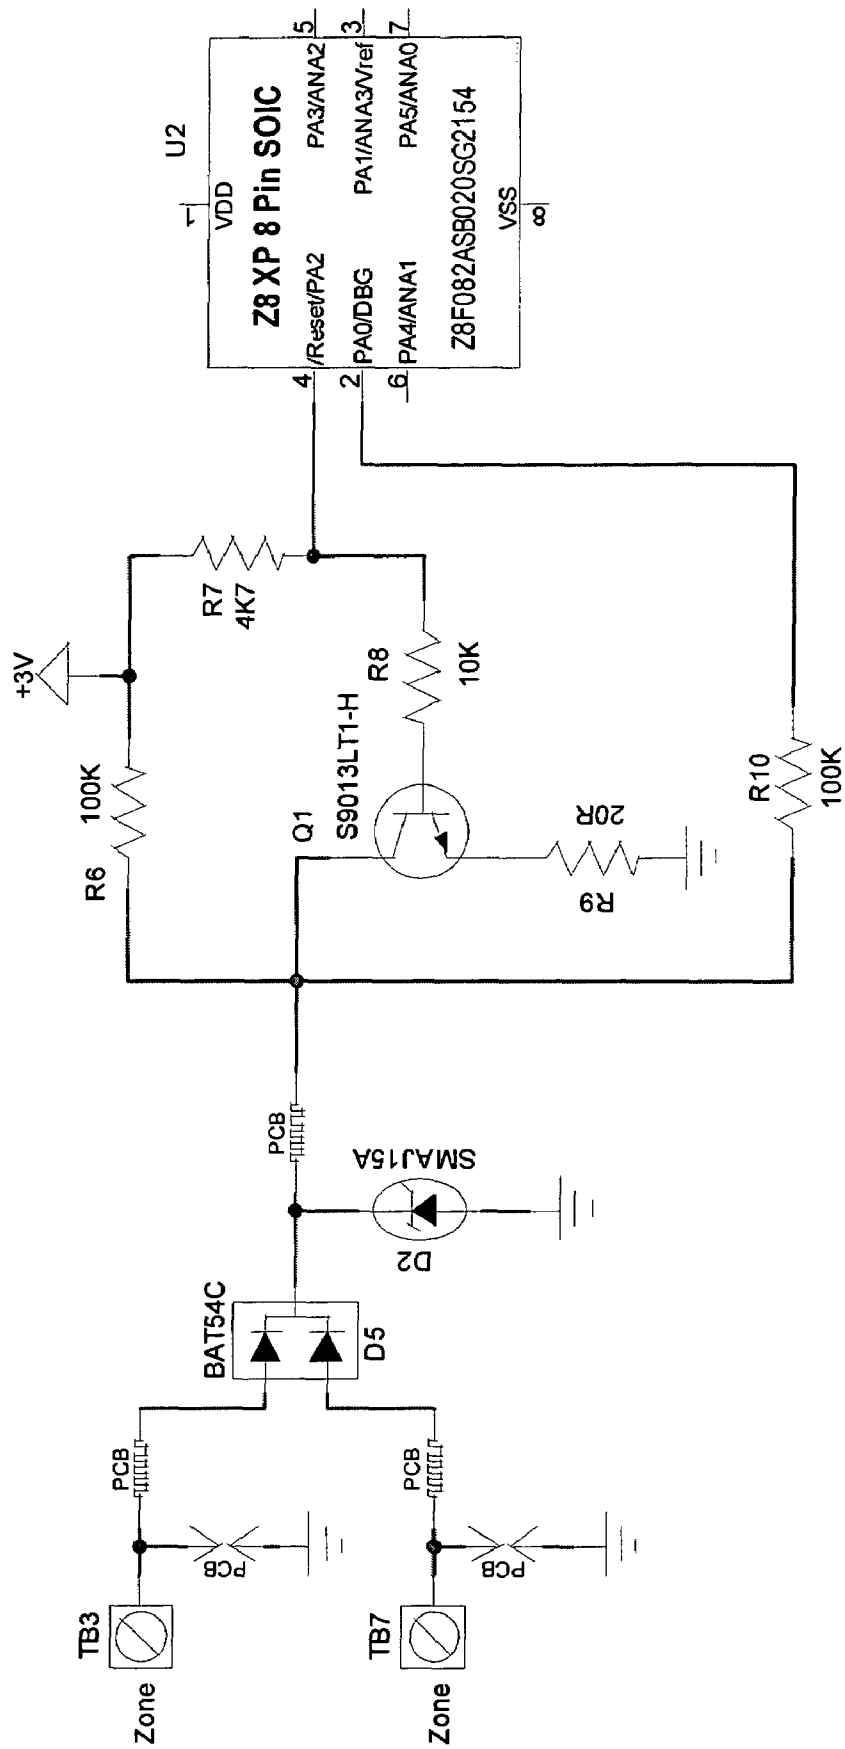 U2
1
VDD
Z8 XP 8 Pin SOIC
4 /Reset/PA2 PA3/ANA2 5
2 PA0/DBG PA1/ANA3/Vref 3
6 PA4/ANA1 PA5/ANA0 7
Z8F082ASB020SG2154
VSS
8
+3V
R7
4K7
100K
R6
R8
10K
Q1
S9013LT1-H
20R
R9
R10
100K
PCB
SMAJ15A
D2
BAT54C
D5
PCB
PCB
TB3
Zone
PCB
PCB
TB7
Zone